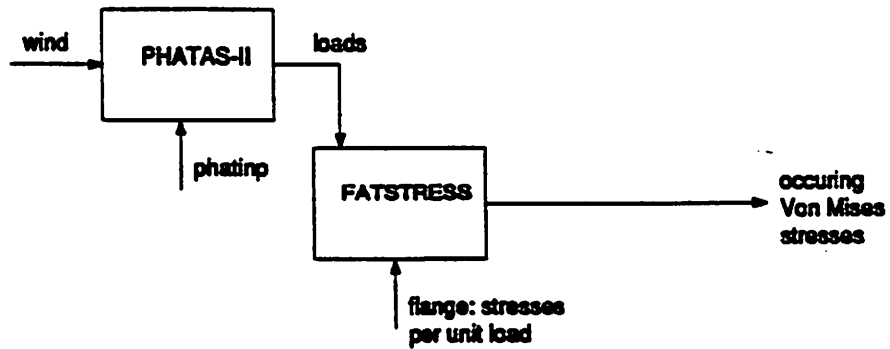 wind
PHATAS-II
loads
phatinp
FATSTRESS
occuring
Von Mises
stresses
flange: stresses
per unit load